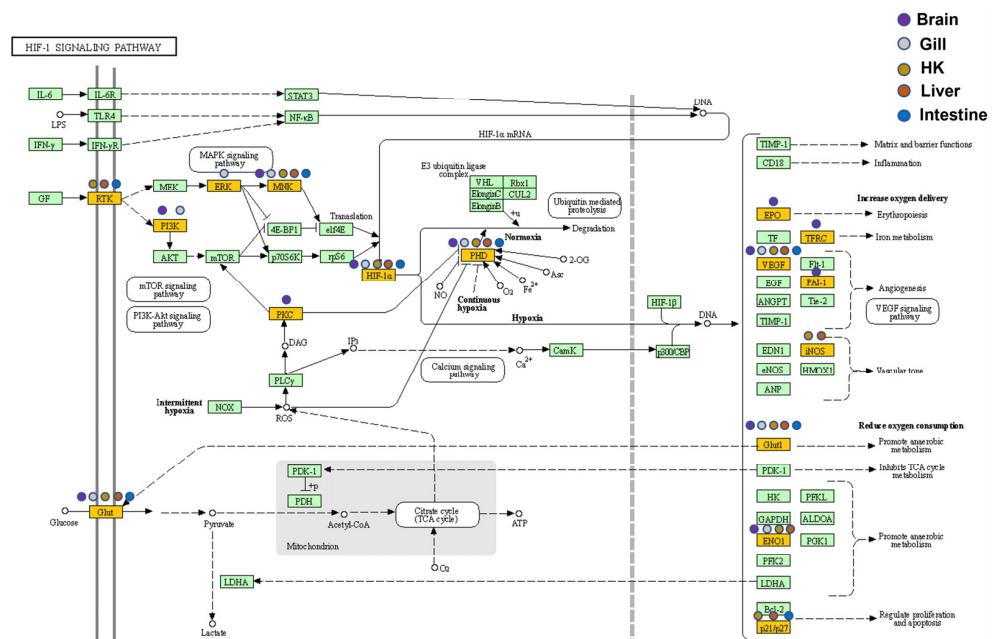 Brain
Gill
HK
Liver
Intestine
HIF-1 SIGNALING PATHWAY
IL-6
IL-6R
STAT3
LPS
TLR4
NF-κB
DNA
IFN-γ
IFN-γR
HIF-1α mRNA
MAPK signaling
pathway
GF
RTK
MEK
ERK
MNK
PI3K
4E-BP1
elf4E
Translation
AKT
mTOR
p70S6K
rpS6
HIF-1α
E3 ubiquitin ligase
complex
VHL
Rbx1
ElonginC
CUL2
ElonginB
+u
Ubiquitin mediated
proteolysis
Degradation
Normoxia
PHD
2-OG
Asc
Fe2+
O2
NO
Continuous
hypoxia
mTOR signaling
pathway
PI3K-Akt signaling
pathway
PKC
DAG
IP3
PLCγ
Intermittent
hypoxia
NOX
ROS
Calcium signaling
pathway
Ca2+
CamK
Hypoxia
HIF-1β
p300/CBP
DNA
TIMP-1
Matrix and barrier functions
CD18
Inflammation
Increase oxygen delivery
EPO
Erythropoiesis
TF
TFRC
Iron metabolism
VEGF
Flt-1
EGF
PAI-1
Angiogenesis
ANGPT
Tie-2
VEGF signaling
pathway
TIMP-1
EDN1
iNOS
eNOS
HMOX1
Vascular tone
ANP
Reduce oxygen consumption
Glut1
Promote anaerobic
metabolism
PDK-1
Inhibits TCA cycle
metabolism
HK
PFKL
GAPDH
ALDOA
ENO1
PGK1
Promote anaerobic
metabolism
PFK2
LDHA
Bcl-2
p21/p27
Regulate proliferation
and apoptosis
Glucose
Glut
Pyruvate
PDK-1
+p
PDH
Acetyl-CoA
Citrate cycle
(TCA cycle)
ATP
Mitochondrion
O2
LDHA
Lactate